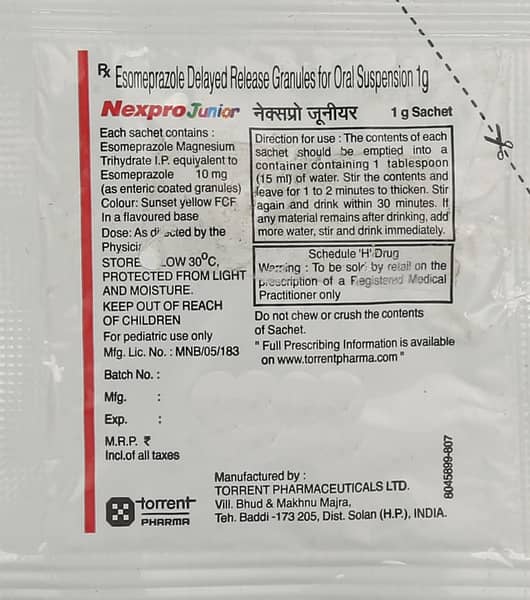 Rx Esomeprazole Delayed Release Granules for Oral Suspension 1g
Nexpro Junior नेक्सप्रो जूनीयर 1 g Sachet
Each sachet contains :
Esomeprazole Magnesium
Trihydrate I.P. equivalent to
Esomeprazole 10 mg
(as enteric coated granules)
Colour: Sunset yellow FCF
In a flavoured base
Dose: As directed by the
STORE
PROTECTED FROM LIGHT
AND MOISTURE.
KEEP OUT OF REACH
OF CHILDREN
For pediatric use only
Mfg. Lic. No. : MNB/05/183
Batch No. :
Mfg. :
Exp. :
M.R.P. ₹
Incl.of all taxes
Direction for use : The contents of each
sachet should be emptied into a
container containing 1 tablespoon
(15 ml) of water. Stir the contents and
leave for 1 to 2 minutes to thicken. Stir
again and drink within 30 minutes. If
any material remains after drinking, add
more water, stir and drink immediately.
Schedule 'H' Drug
Warning : To be sold by retail on the
prescription of a Registered Medical
Practitioner only
Do not chew or crush the contents
of Sachet.
" Full Prescribing Information is available
on www.torrentpharma.com "
8045899-807
torrent
PHARMA
Manufactured by :
TORRENT PHARMACEUTICALS LTD.
Vill. Bhud & Makhnu Majra,
Teh. Baddi -173 205, Dist. Solan (H.P.), INDIA.